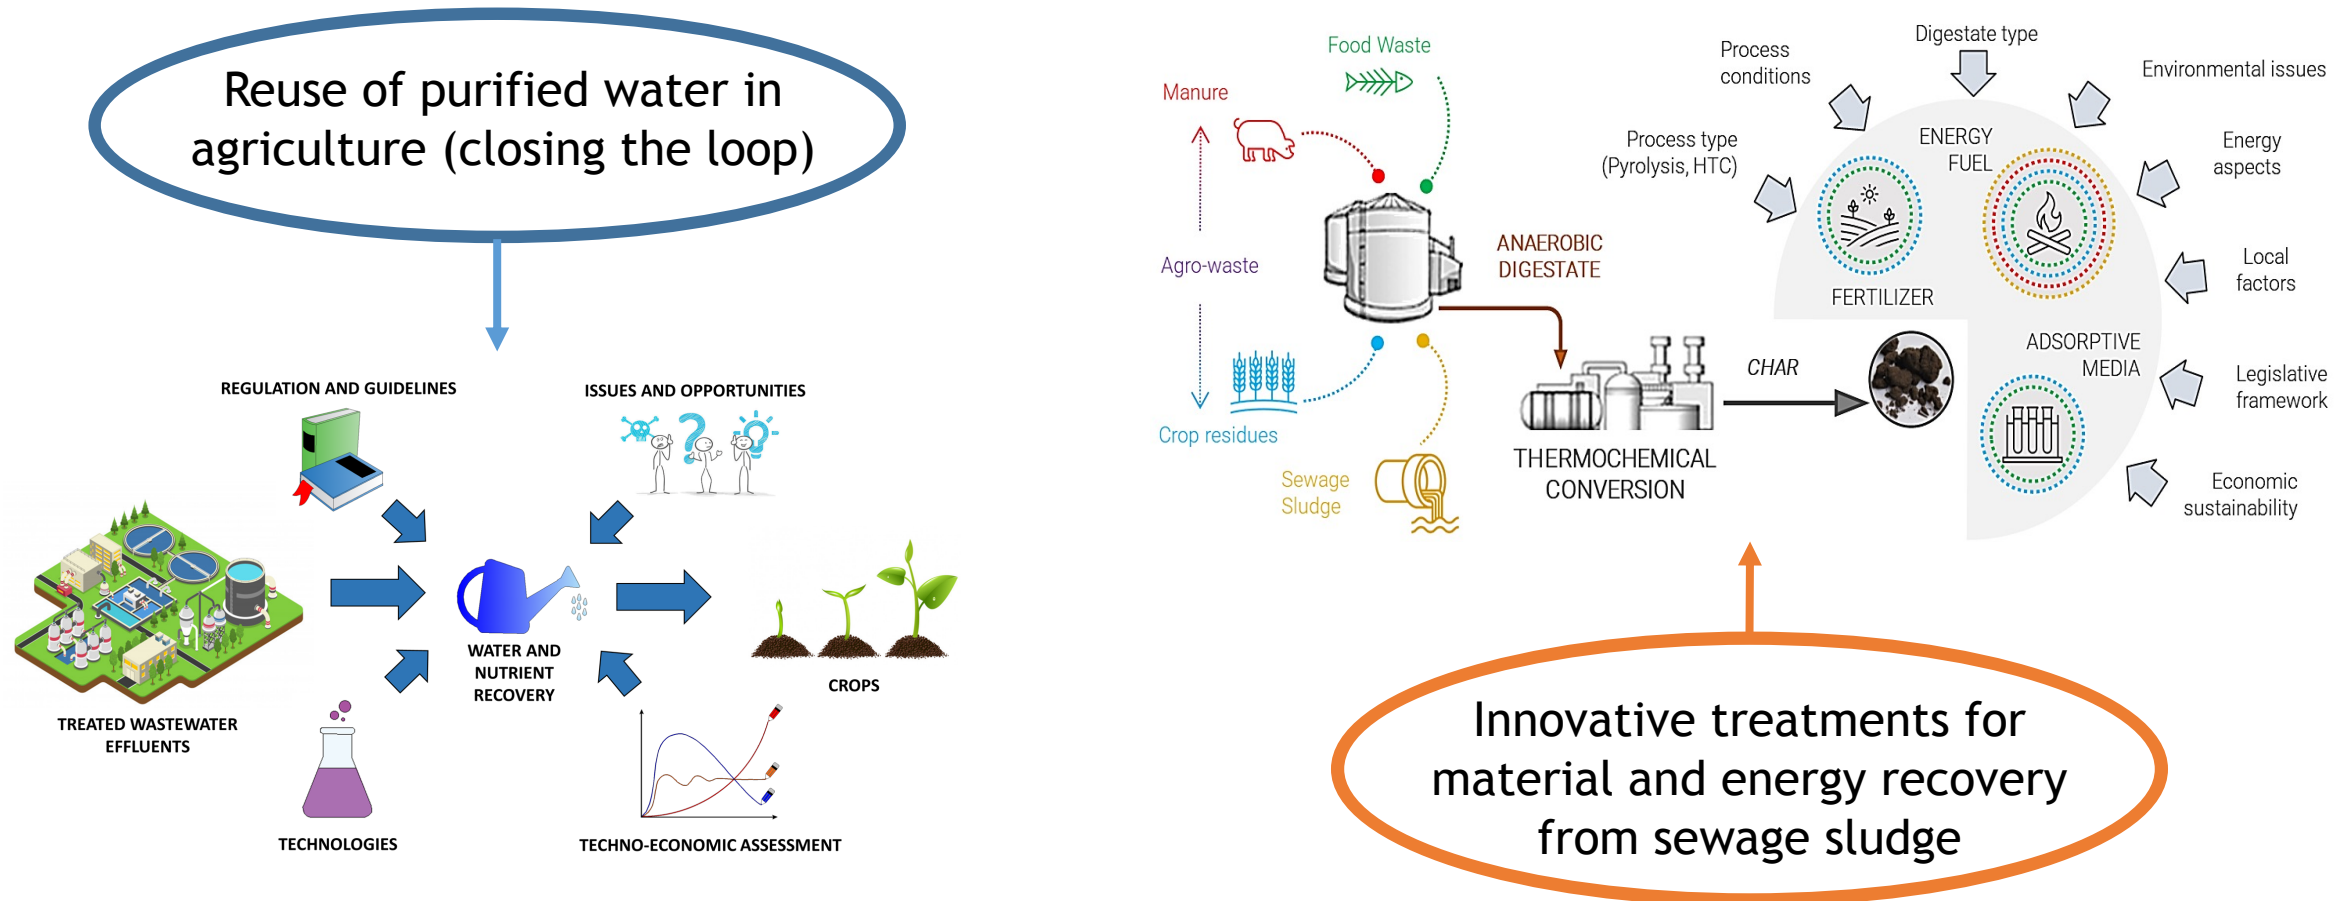 Reuse of purified water in
agriculture (closing the loop)
REGULATION AND GUIDELINES
ISSUES AND OPPORTUNITIES
TREATED WASTEWATER
EFFLUENTS
WATER AND
NUTRIENT
RECOVERY
CROPS
TECHNOLOGIES
TECHNO-ECONOMIC ASSESSMENT
Food Waste
Manure
Agro-waste
Crop residues
Sewage
Sludge
ANAEROBIC
DIGESTATE
THERMOCHEMICAL
CONVERSION
CHAR
Process type
(Pyrolysis, HTC)
Process
conditions
Digestate type
Environmental issues
Energy
aspects
Local
factors
Legislative
framework
Economic
sustainability
ENERGY
FUEL
FERTILIZER
ADSORPTIVE
MEDIA
Innovative treatments for
material and energy recovery
from sewage sludge